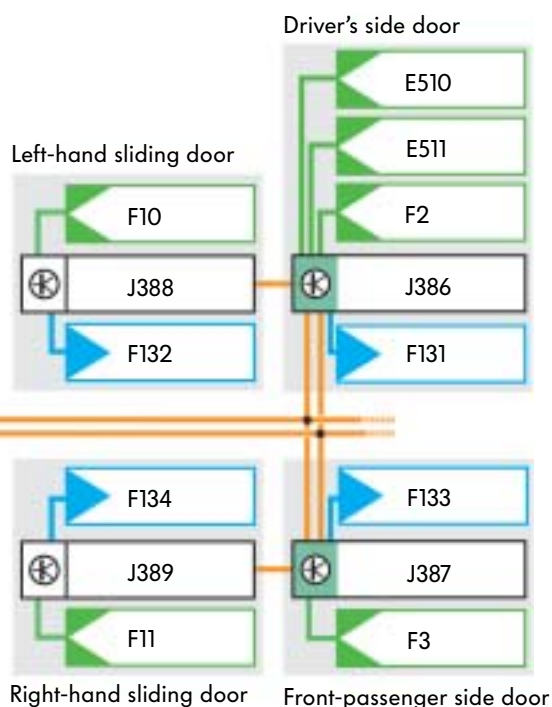 Driver's side door
E510
E511
F2
J386
F131
Left-hand sliding door
F10
J388
F132
F134
J389
F11
Right-hand sliding door
F133
J387
F3
Front-passenger side door